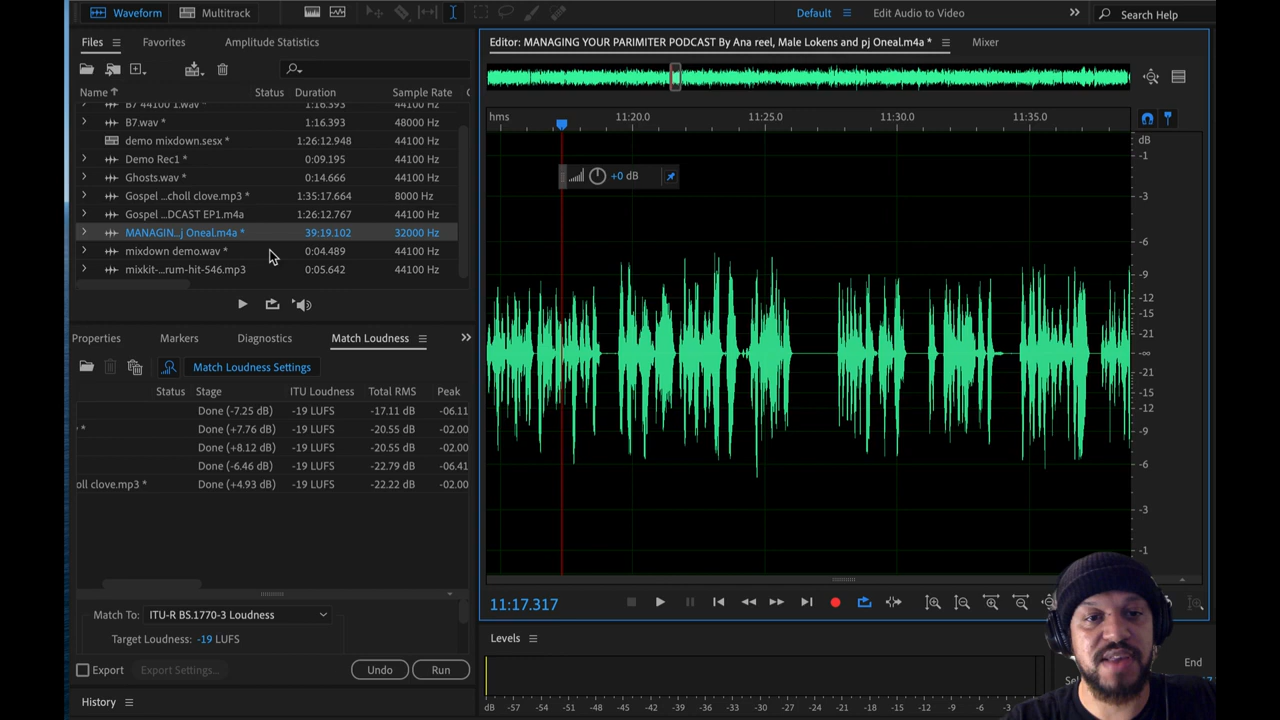 Waveform Multitrack Default Edit Audio to Video Search Help
Files Favorites Amplitude Statistics
Editor: MANAGING YOUR PARIMITER PODCAST By Ana reel, Male Lokens and pj Oneal.m4a * Mixer
Name Status Duration Sample Rate
B7 44100 1.wav * 1:16.393 44100 Hz
B7.wav * 1:16.393 48000 Hz
demo mixdown.sesx * 1:26:12.948 44100 Hz
Demo Rec1 * 0:09.195 44100 Hz
Ghosts.wav * 0:14.666 44100 Hz
Gospel ...choll clove.mp3 * 1:35:17.664 8000 Hz
Gospel ...DCAST EP1.m4a 1:26:12.767 44100 Hz
MANAGIN...j Oneal.m4a * 39:19.102 32000 Hz
mixdown demo.wav * 0:04.489 44100 Hz
mixkit-...rum-hit-546.mp3 0:05.642 44100 Hz
Properties Markers Diagnostics Match Loudness
Match Loudness Settings
Status Stage ITU Loudness Total RMS Peak
Done (-7.25 dB) -19 LUFS -17.11 dB -06.11
* Done (+7.76 dB) -19 LUFS -20.55 dB -02.00
Done (+8.12 dB) -19 LUFS -20.55 dB -02.00
Done (-6.46 dB) -19 LUFS -22.79 dB -06.41
oll clove.mp3 * Done (+4.93 dB) -19 LUFS -22.22 dB -02.00
Match To: ITU-R BS.1770-3 Loudness
Target Loudness: -19 LUFS
Export Export Settings... Undo Run
History
hms 11:20.0 11:25.0 11:30.0 11:35.0
+0 dB
dB
-1
-3
-6
-9
-12
-15
-21
-∞
-21
-15
-12
-9
-6
-3
-1
11:17.317
Levels
End
dB -57 -54 -51 -48 -45 -42 -39 -36 -33 -30 -27 -24 -21 -18 -15 -12 -9 -6 -3